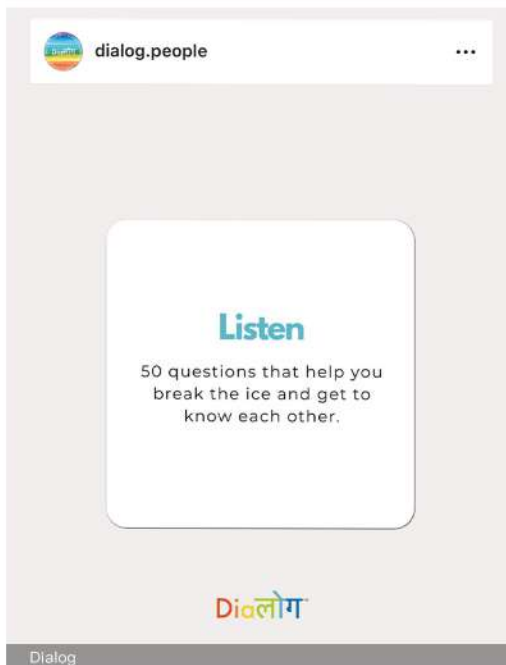 dialog.people
Listen
50 questions that help you
break the ice and get to
know each other.
Diaलोग
Dialog